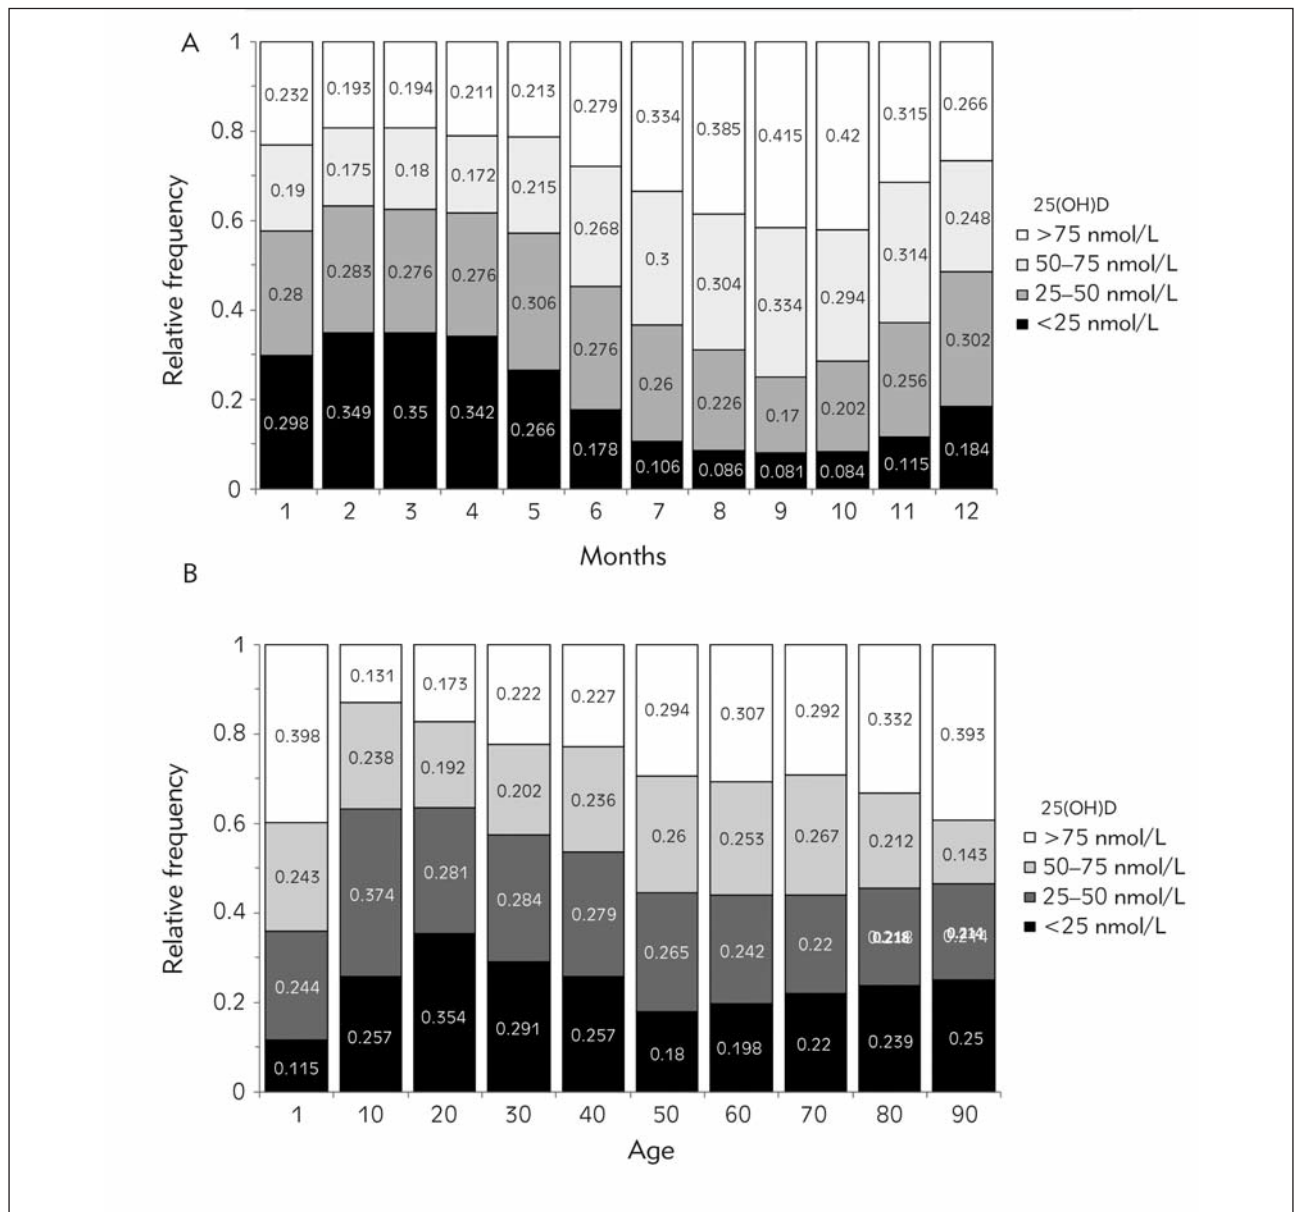 A
1
0.8
0.6
0.4
0.2
0
Relative frequency
0.232 0.193 0.194 0.211 0.213 0.279 0.334 0.385 0.415 0.42 0.315 0.266
0.19 0.175 0.18 0.172 0.215 0.268 0.3 0.304 0.334 0.294 0.314 0.248
0.28 0.283 0.276 0.276 0.306 0.276 0.26 0.226 0.17 0.202 0.256 0.302
0.298 0.349 0.35 0.342 0.266 0.178 0.106 0.086 0.081 0.084 0.115 0.184
1 2 3 4 5 6 7 8 9 10 11 12
Months
25(OH)D
>75 nmol/L
50–75 nmol/L
25–50 nmol/L
<25 nmol/L
B
1
0.8
0.6
0.4
0.2
0
Relative frequency
0.398 0.131 0.173 0.222 0.227 0.294 0.307 0.292 0.332 0.393
0.243 0.238 0.192 0.202 0.236 0.26 0.253 0.267 0.212 0.143
0.244 0.374 0.281 0.284 0.279 0.265 0.242 0.22 0.218 0.214
0.115 0.257 0.354 0.291 0.257 0.18 0.198 0.22 0.239 0.25
1 10 20 30 40 50 60 70 80 90
Age
25(OH)D
>75 nmol/L
50–75 nmol/L
25–50 nmol/L
<25 nmol/L